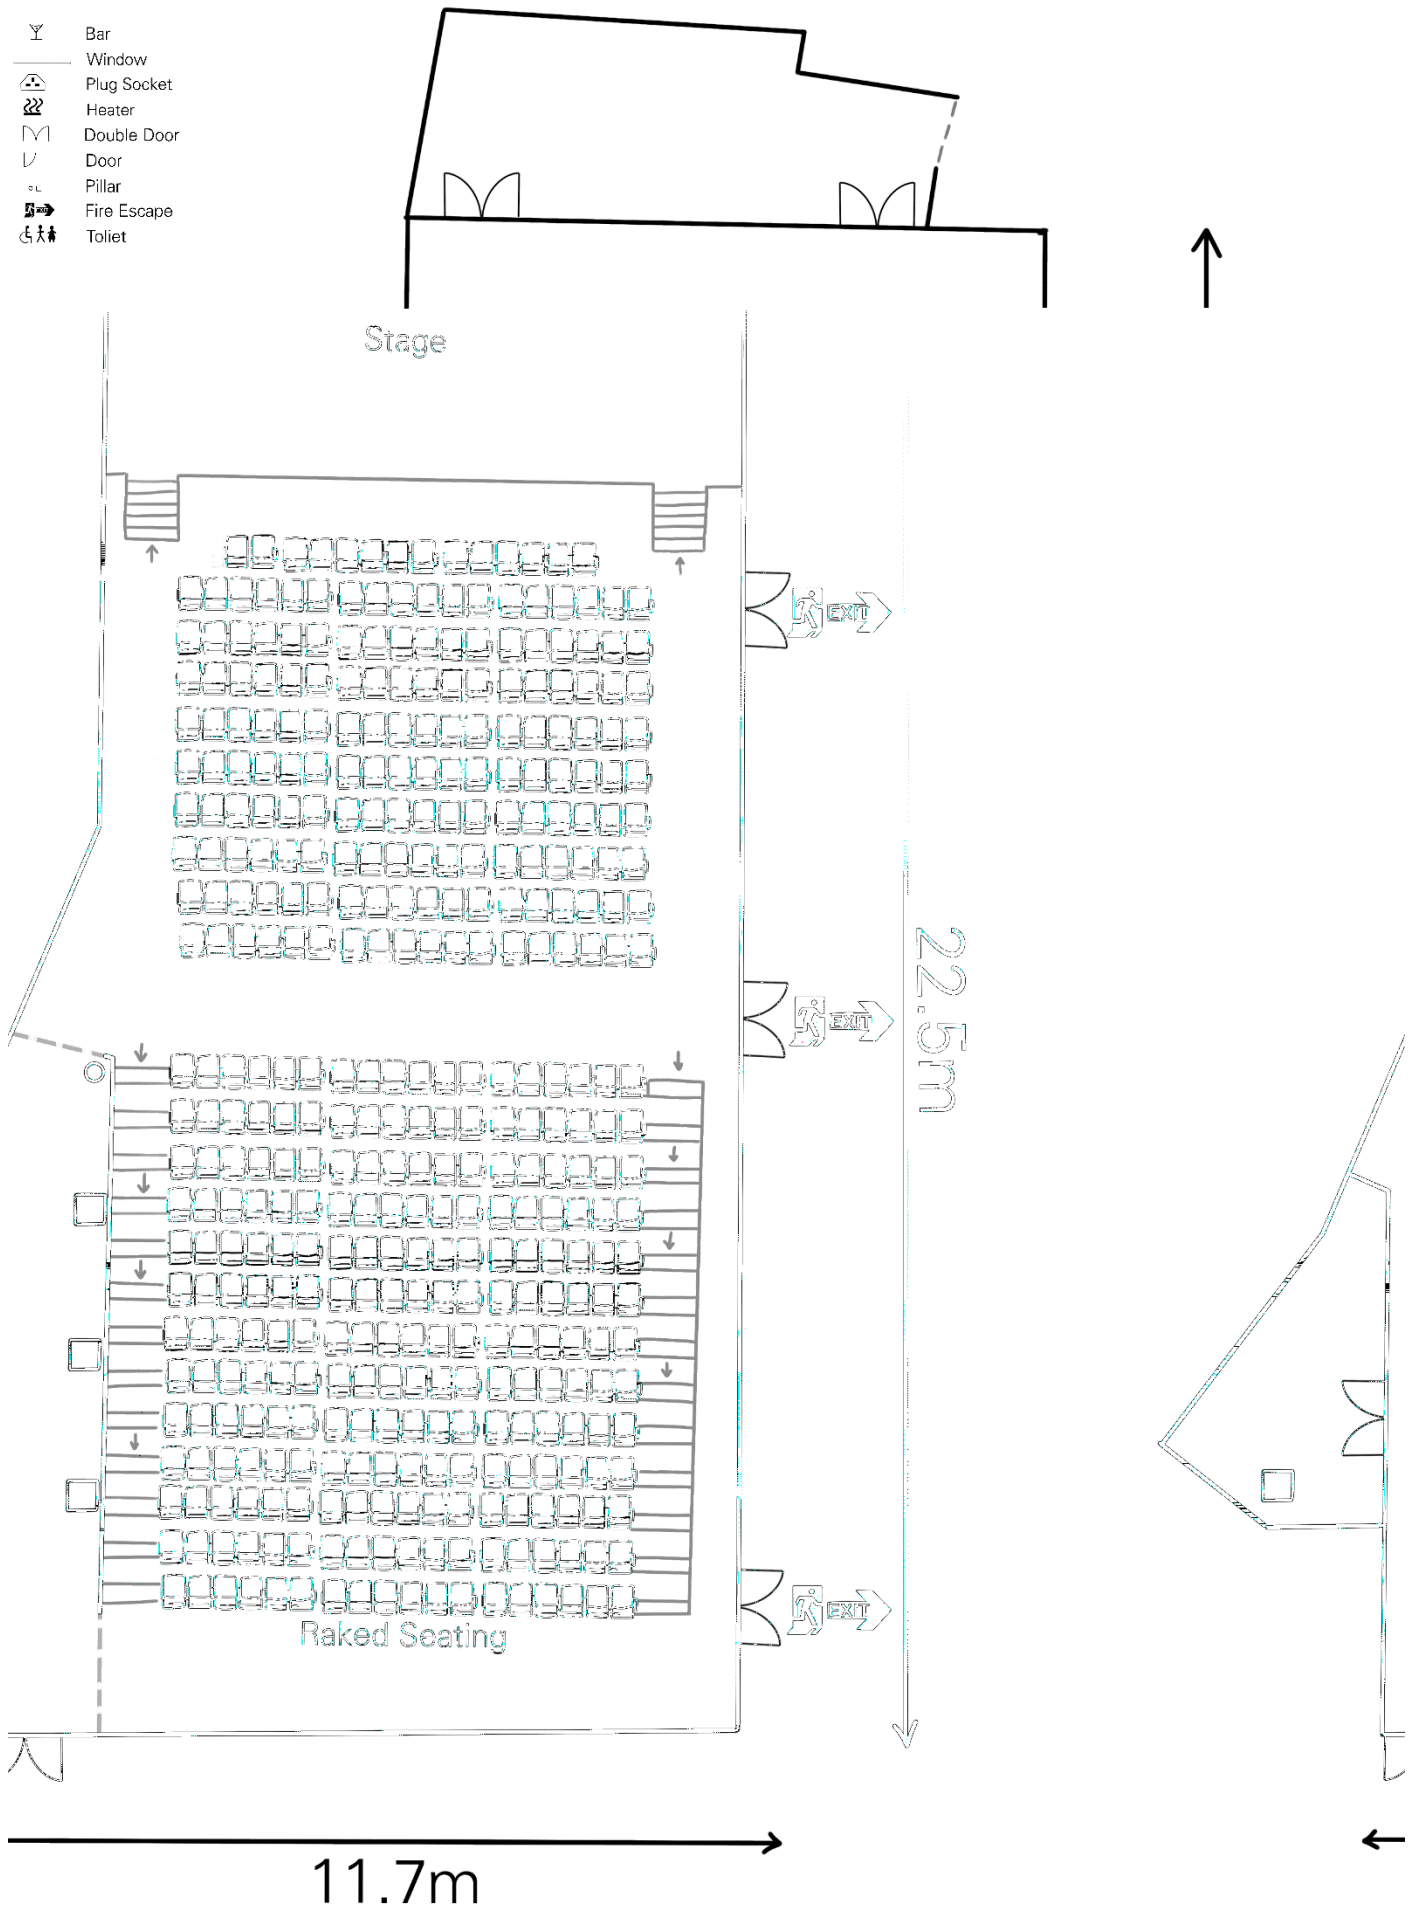 Bar
Window
Plug Socket
Heater
Double Door
Door
Pillar
EXIT
Fire Escape
Toliet
Stage
EXIT
EXIT
22.5m
EXIT
Raked Seating
11.7m